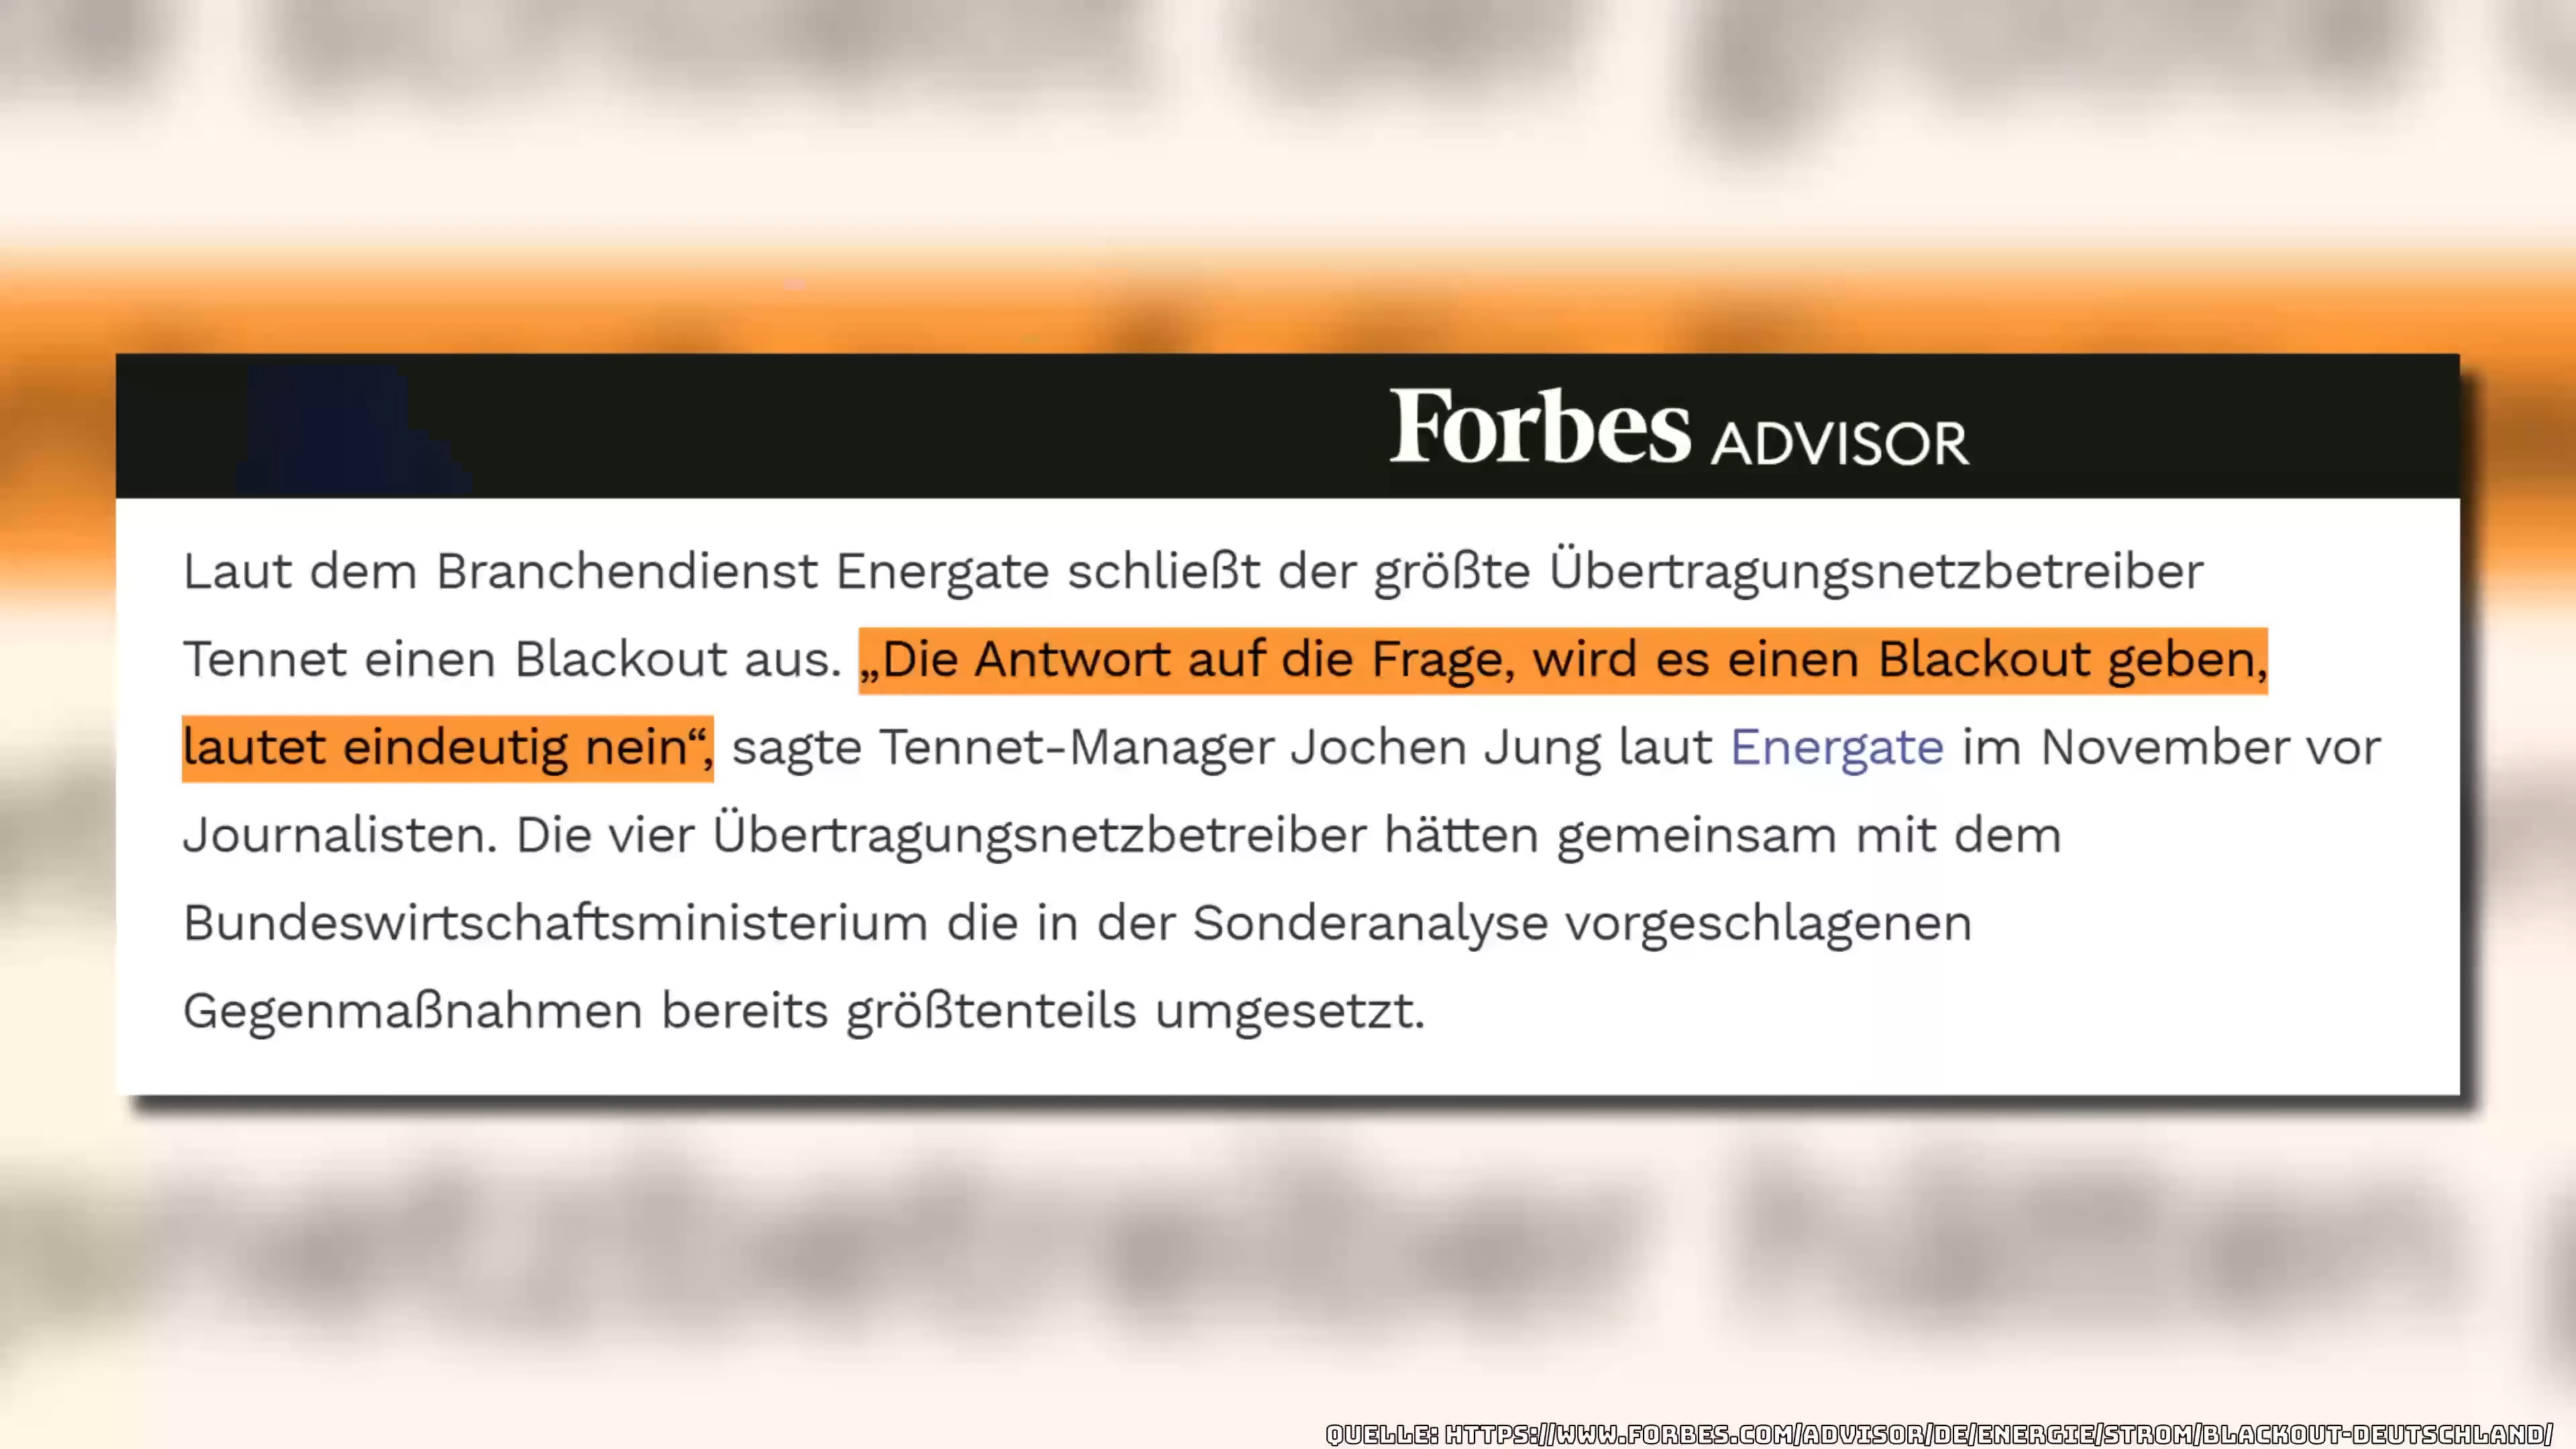 Forbes ADVISOR
Laut dem Branchendienst Energate schließt der größte Übertragungsnetzbetreiber
Tennet einen Blackout aus. „Die Antwort auf die Frage, wird es einen Blackout geben,
lautet eindeutig nein“, sagte Tennet-Manager Jochen Jung laut Energate im November vor
Journalisten. Die vier Übertragungsnetzbetreiber hätten gemeinsam mit dem
Bundeswirtschaftsministerium die in der Sonderanalyse vorgeschlagenen
Gegenmaßnahmen bereits größtenteils umgesetzt.
QUELLE: HTTPS://WWW.FORBES.COM/ADVISOR/DE/ENERGIE/STROM/BLACKOUT-DEUTSCHLAND/